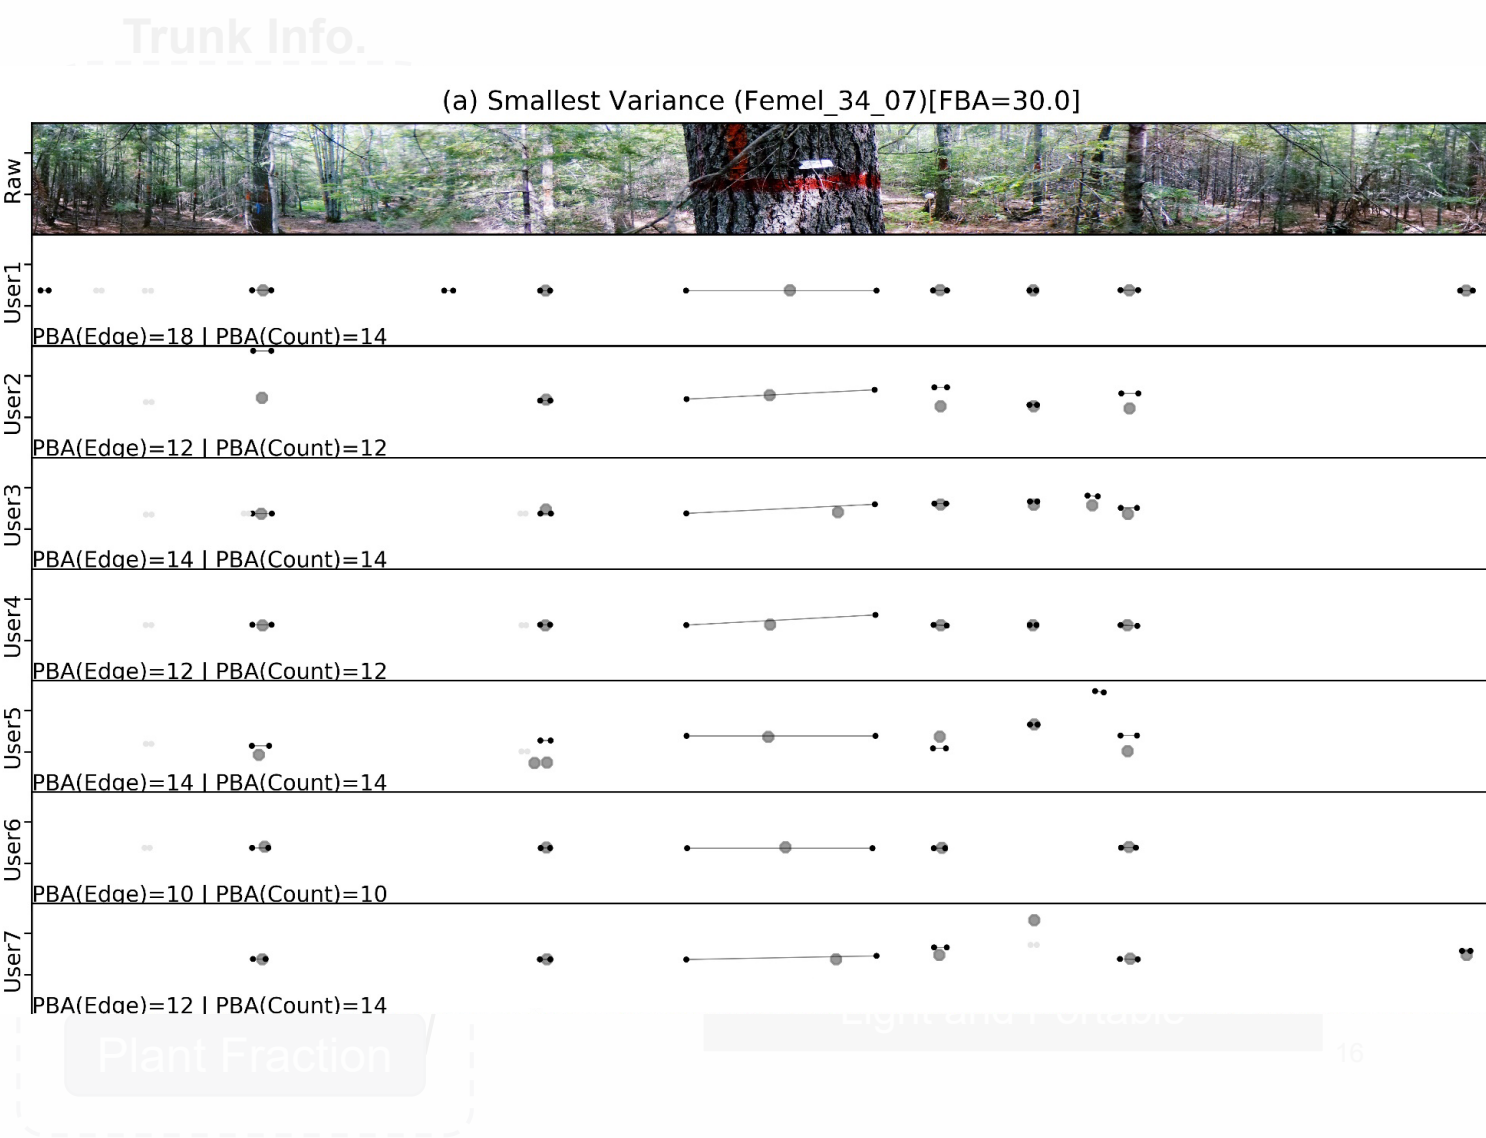 Trunk Info.
(a) Smallest Variance (Femel_34_07)[FBA=30.0]
Raw
User1
PBA(Edge)=18 | PBA(Count)=14
User2
PBA(Edge)=12 | PBA(Count)=12
User3
PBA(Edge)=14 | PBA(Count)=14
User4
PBA(Edge)=12 | PBA(Count)=12
User5
PBA(Edge)=14 | PBA(Count)=14
User6
PBA(Edge)=10 | PBA(Count)=10
User7
PBA(Edge)=12 | PBA(Count)=14
Light and Portable
Plant Fraction
16